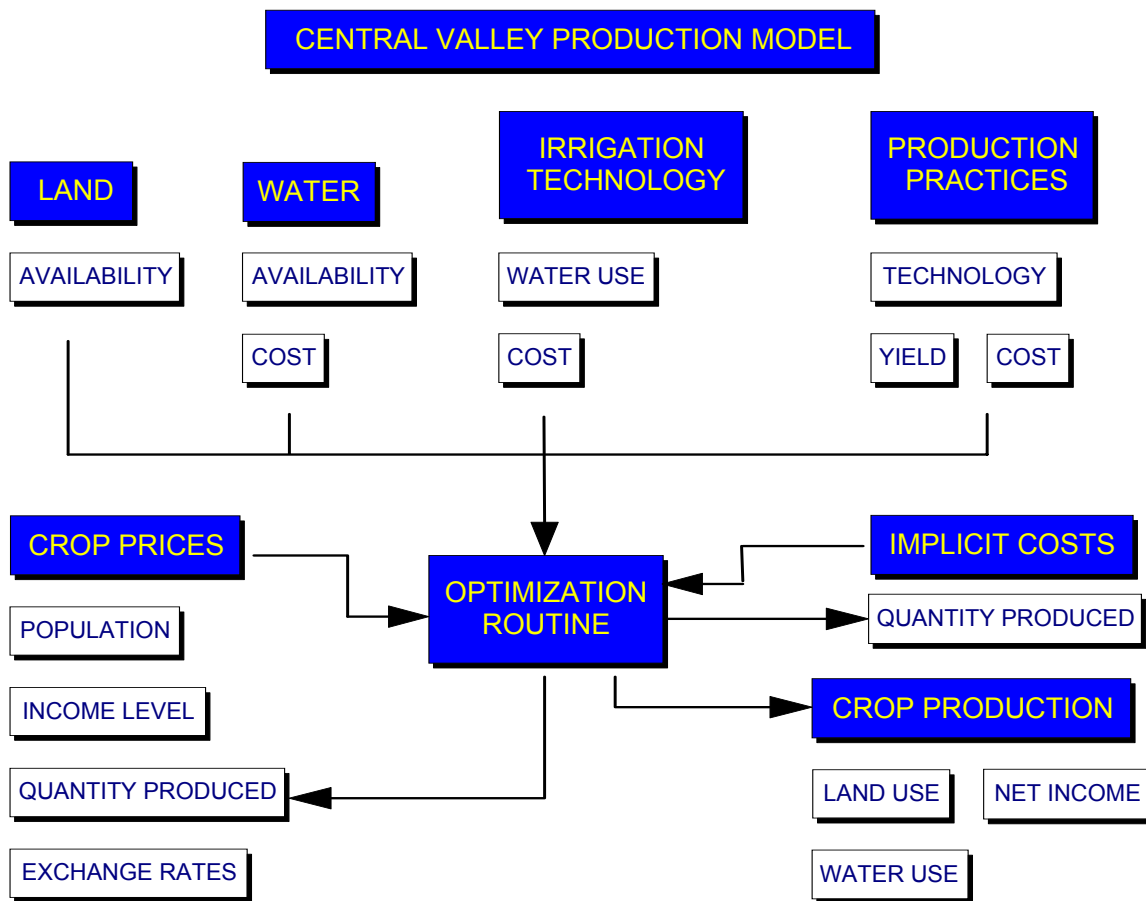 CENTRAL VALLEY PRODUCTION MODEL
LAND
WATER
IRRIGATION
TECHNOLOGY
PRODUCTION
PRACTICES
AVAILABILITY
AVAILABILITY
WATER USE
TECHNOLOGY
COST
COST
YIELD
COST
CROP PRICES
OPTIMIZATION
ROUTINE
IMPLICIT COSTS
POPULATION
QUANTITY PRODUCED
INCOME LEVEL
CROP PRODUCTION
QUANTITY PRODUCED
LAND USE
NET INCOME
EXCHANGE RATES
WATER USE